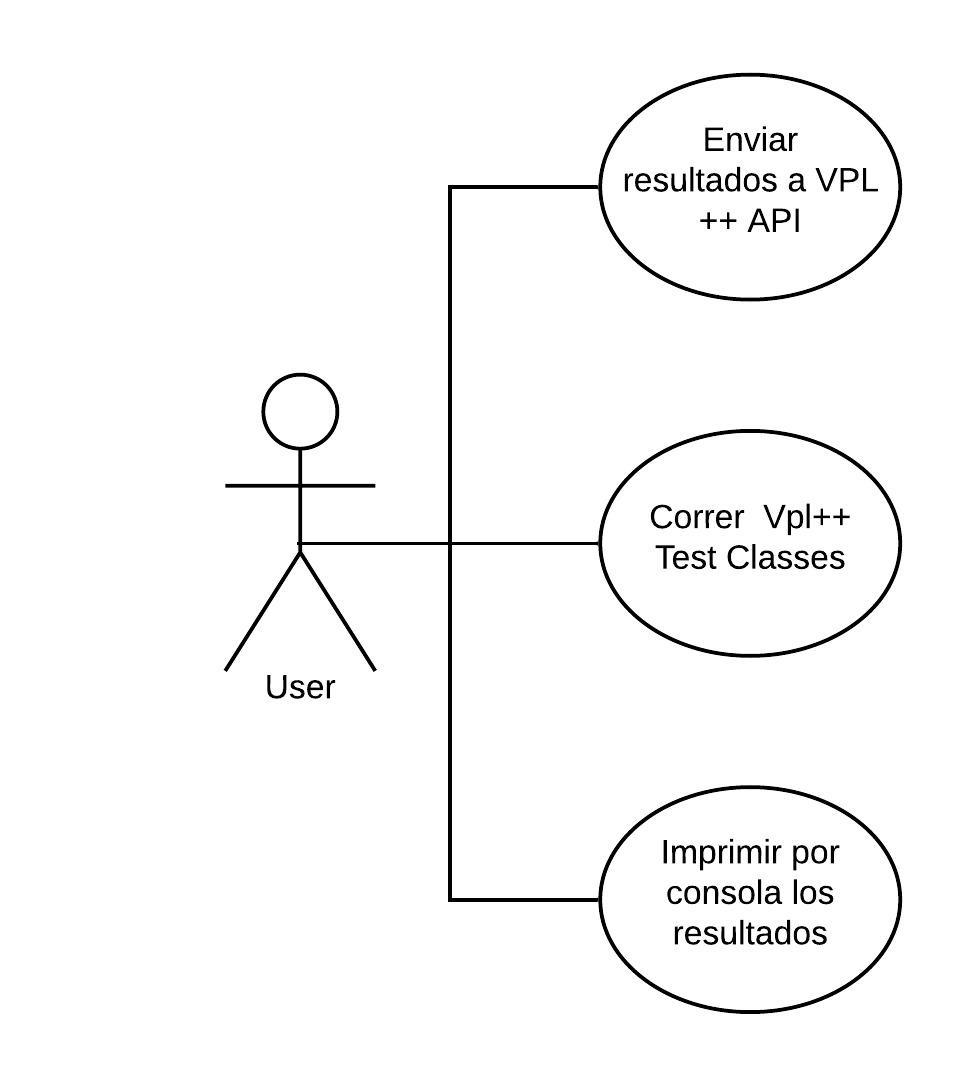 Enviar
resultados a VPL
++ API
Correr  Vpl++
Test Classes
User
Imprimir por
consola los
resultados